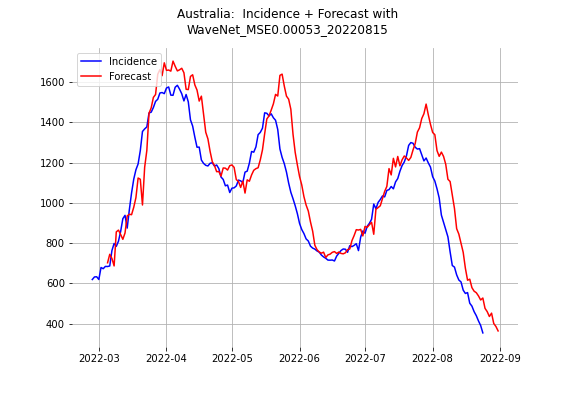 Australia:  Incidence + Forecast with
WaveNet_MSE0.00053_20220815
Incidence
Forecast
1600
1400
1200
1000
800
600
400
2022-03 2022-04 2022-05 2022-06 2022-07 2022-08 2022-09